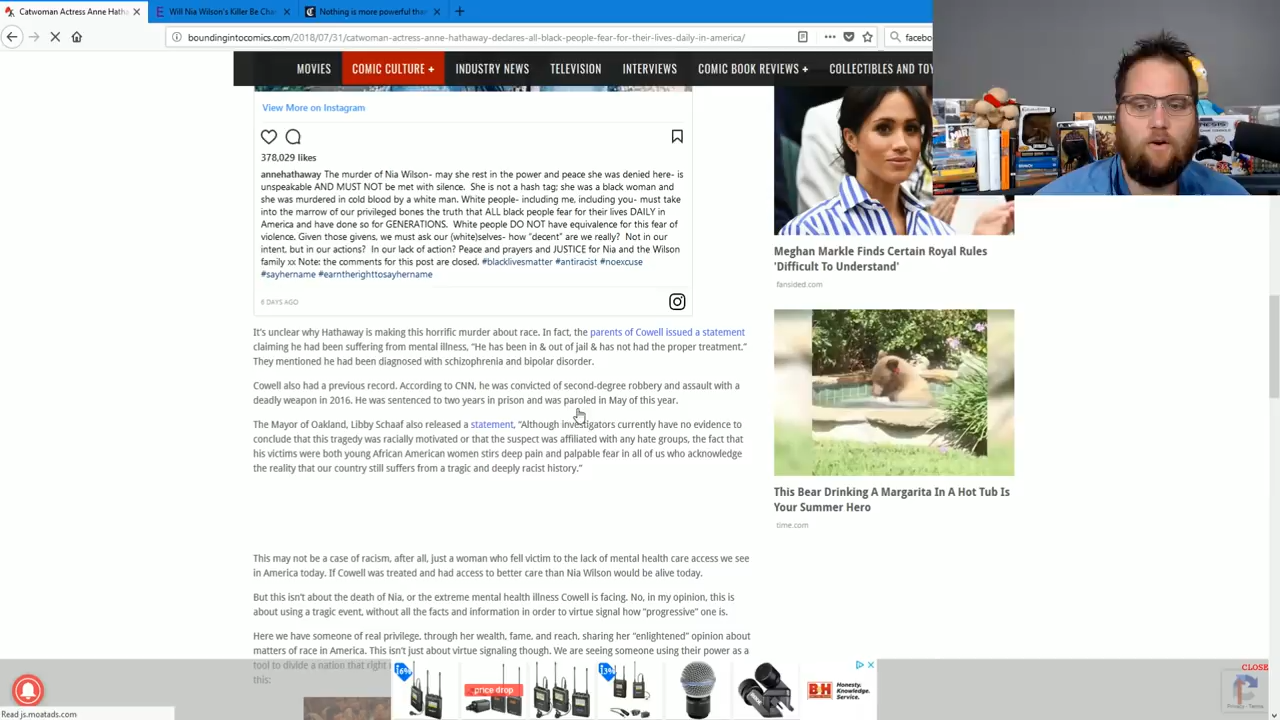 Catwoman Actress Anne Hatha
Will Nia Wilson's Killer Be Cha
Nothing is more powerful than
boundingintocomics.com/2018/07/31/catwoman-actress-anne-hathaway-declares-all-black-people-fear-for-their-lives-daily-in-america/
facebo
MOVIES
COMIC CULTURE +
INDUSTRY NEWS
TELEVISION
INTERVIEWS
COMIC BOOK REVIEWS +
COLLECTIBLES AND TOY
View More on Instagram
378,029 likes
annehathaway The murder of Nia Wilson- may she rest in the power and peace she was denied here- is
unspeakable AND MUST NOT be met with silence. She is not a hash tag; she was a black woman and
she was murdered in cold blood by a white man. White people- including me, including you- must take
into the marrow of our privileged bones the truth that ALL black people fear for their lives DAILY in
America and have done so for GENERATIONS. White people DO NOT have equivalence for this fear of
violence. Given those givens, we must ask our (white)selves- how "decent" are we really? Not in our
intent, but in our actions? In our lack of action? Peace and prayers and JUSTICE for Nia and the Wilson
family xx Note: the comments for this post are closed. #blacklivesmatter #antiracist #noexcuse
#sayhername #earntherighttosayhername
6 DAYS AGO
It's unclear why Hathaway is making this horrific murder about race. In fact, the parents of Cowell issued a statement
claiming he had been suffering from mental illness, "He has been in & out of jail & has not had the proper treatment."
They mentioned he had been diagnosed with schizophrenia and bipolar disorder.
Cowell also had a previous record. According to CNN, he was convicted of second-degree robbery and assault with a
deadly weapon in 2016. He was sentenced to two years in prison and was paroled in May of this year.
The Mayor of Oakland, Libby Schaaf also released a statement, "Although investigators currently have no evidence to
conclude that this tragedy was racially motivated or that the suspect was affiliated with any hate groups, the fact that
his victims were both young African American women stirs deep pain and palpable fear in all of us who acknowledge
the reality that our country still suffers from a tragic and deeply racist history."
This may not be a case of racism, after all, just a woman who fell victim to the lack of mental health care access we see
in America today. If Cowell was treated and had access to better care than Nia Wilson would be alive today.
But this isn't about the death of Nia, or the extreme mental health illness Cowell is facing. No, in my opinion, this is
about using a tragic event, without all the facts and information in order to virtue signal how "progressive" one is.
Here we have someone of real privilege, through her wealth, fame, and reach, sharing her "enlightened" opinion about
matters of race in America. This isn't just about virtue signaling though. We are seeing someone using their power as a
tool to divide a nation that right
this:
Meghan Markle Finds Certain Royal Rules
'Difficult To Understand'
fansided.com
This Bear Drinking A Margarita In A Hot Tub Is
Your Summer Hero
time.com
16%
price drop
13%
B&H
Honesty.
Knowledge.
Service.
CLOSE
Privacy - Terms
Read js.moatads.com